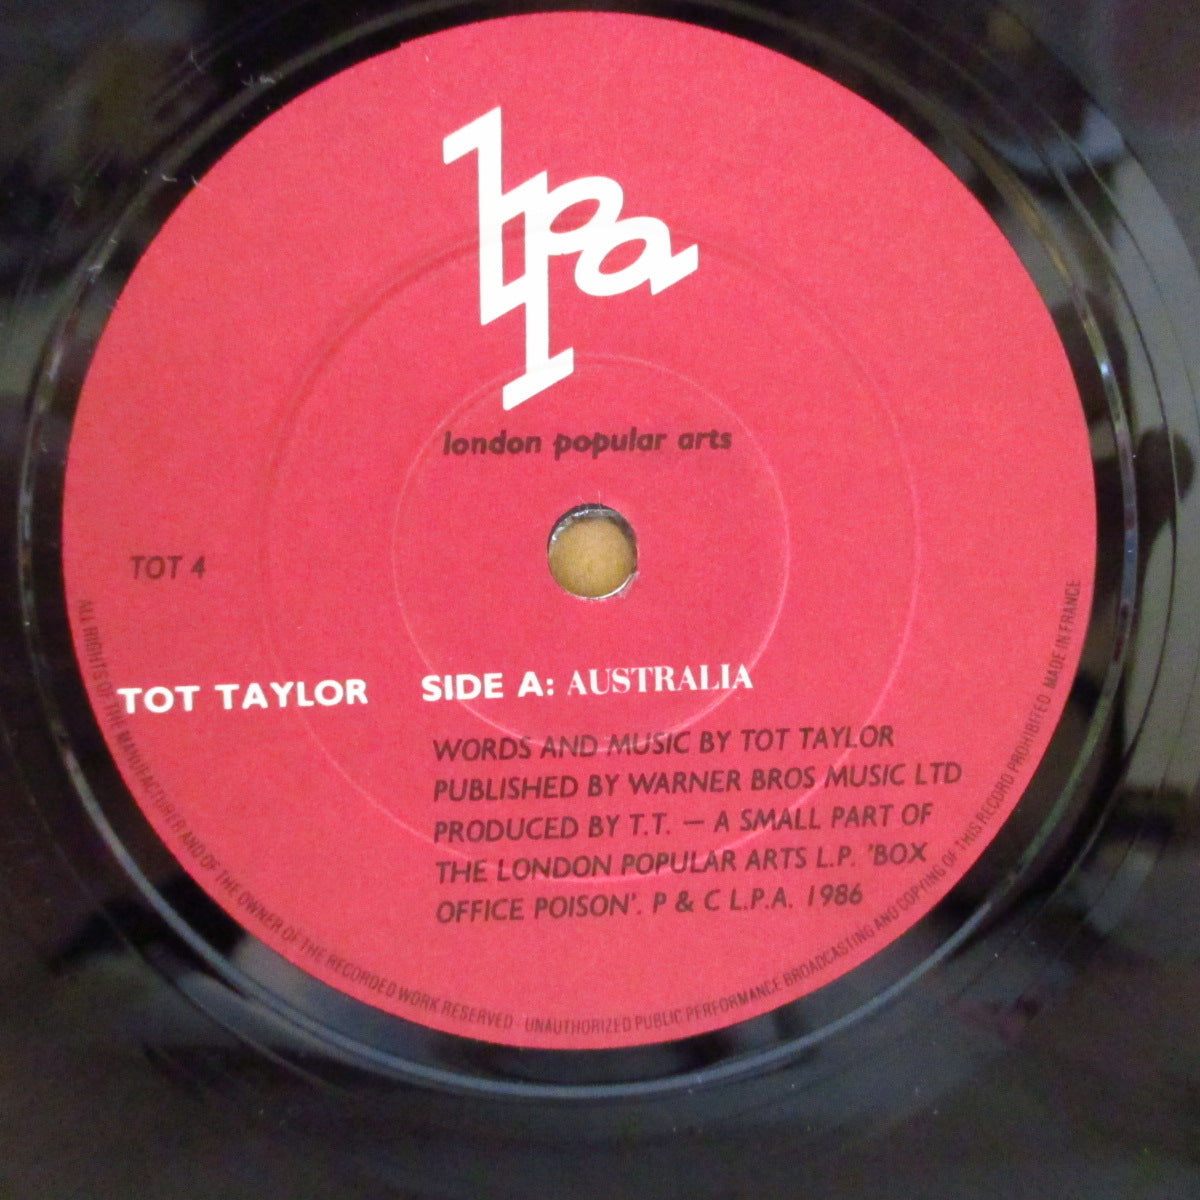 lpa
london popular arts
TOT 4
TOT TAYLOR SIDE A: AUSTRALIA
WORDS AND MUSIC BY TOT TAYLOR
PUBLISHED BY WARNER BROS MUSIC LTD
PRODUCED BY T.T. — A SMALL PART OF
THE LONDON POPULAR ARTS L.P. 'BOX
OFFICE POISON'. P & C L.P.A. 1986
ALL RIGHTS OF THE MANUFACTURER AND OF THE OWNER OF THE RECORDED WORK RESERVED · UNAUTHORIZED PUBLIC PERFORMANCE BROADCASTING AND COPYING OF THIS RECORD PROHIBITED MADE IN FRANCE